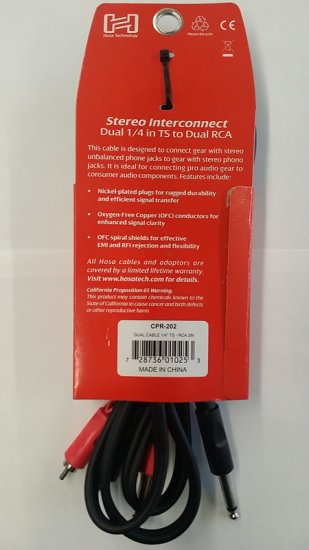 H
Hosa Technology
Please Recycle
CE
Stereo Interconnect
Dual 1/4 in TS to Dual RCA
This cable is designed to connect gear with stereo
unbalanced phone jacks to gear with stereo phono
jacks. It is ideal for connecting pro audio gear to
consumer audio components. Features include:
• Nickel-plated plugs for rugged durability
and efficient signal transfer
• Oxygen-Free Copper (OFC) conductors for
enhanced signal clarity
• OFC spiral shields for effective
EMI and RFI rejection and flexibility
All Hosa cables and adaptors are
covered by a limited lifetime warranty.
Visit www.hosatech.com for details.
California Proposition 65 Warning.
This product may contain chemicals known to the
State of California to cause cancer and birth defects
or other reproductive harm.
CPR-202
DUAL CABLE 1/4" TS - RCA 2M
7 28736 01025 3
MADE IN CHINA